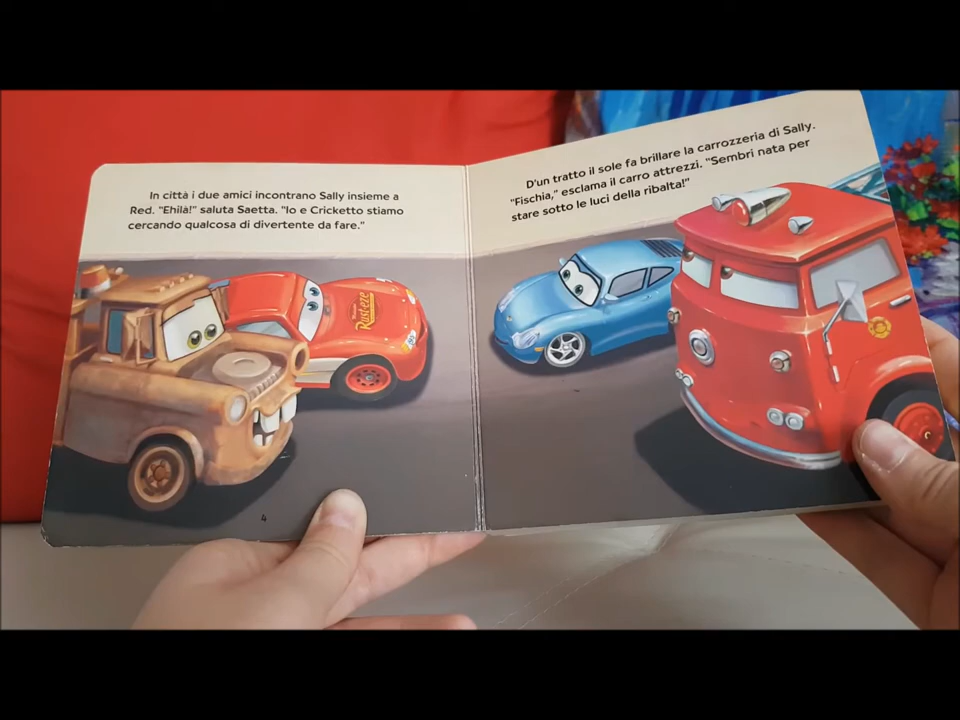 In città i due amici incontrano Sally insieme a
Red. "Ehilà!" saluta Saetta. "Io e Cricketto stiamo
cercando qualcosa di divertente da fare."
Rust-eze
4
D'un tratto il sole fa brillare la carrozzeria di Sally.
"Fischia," esclama il carro attrezzi. "Sembri nata per
stare sotto le luci della ribalta!"